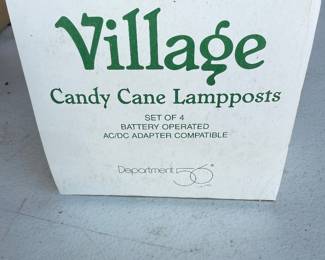 Village
Candy Cane Lampposts
SET OF 4
BATTERY OPERATED
AC/DC ADAPTER COMPATIBLE
Department 56®